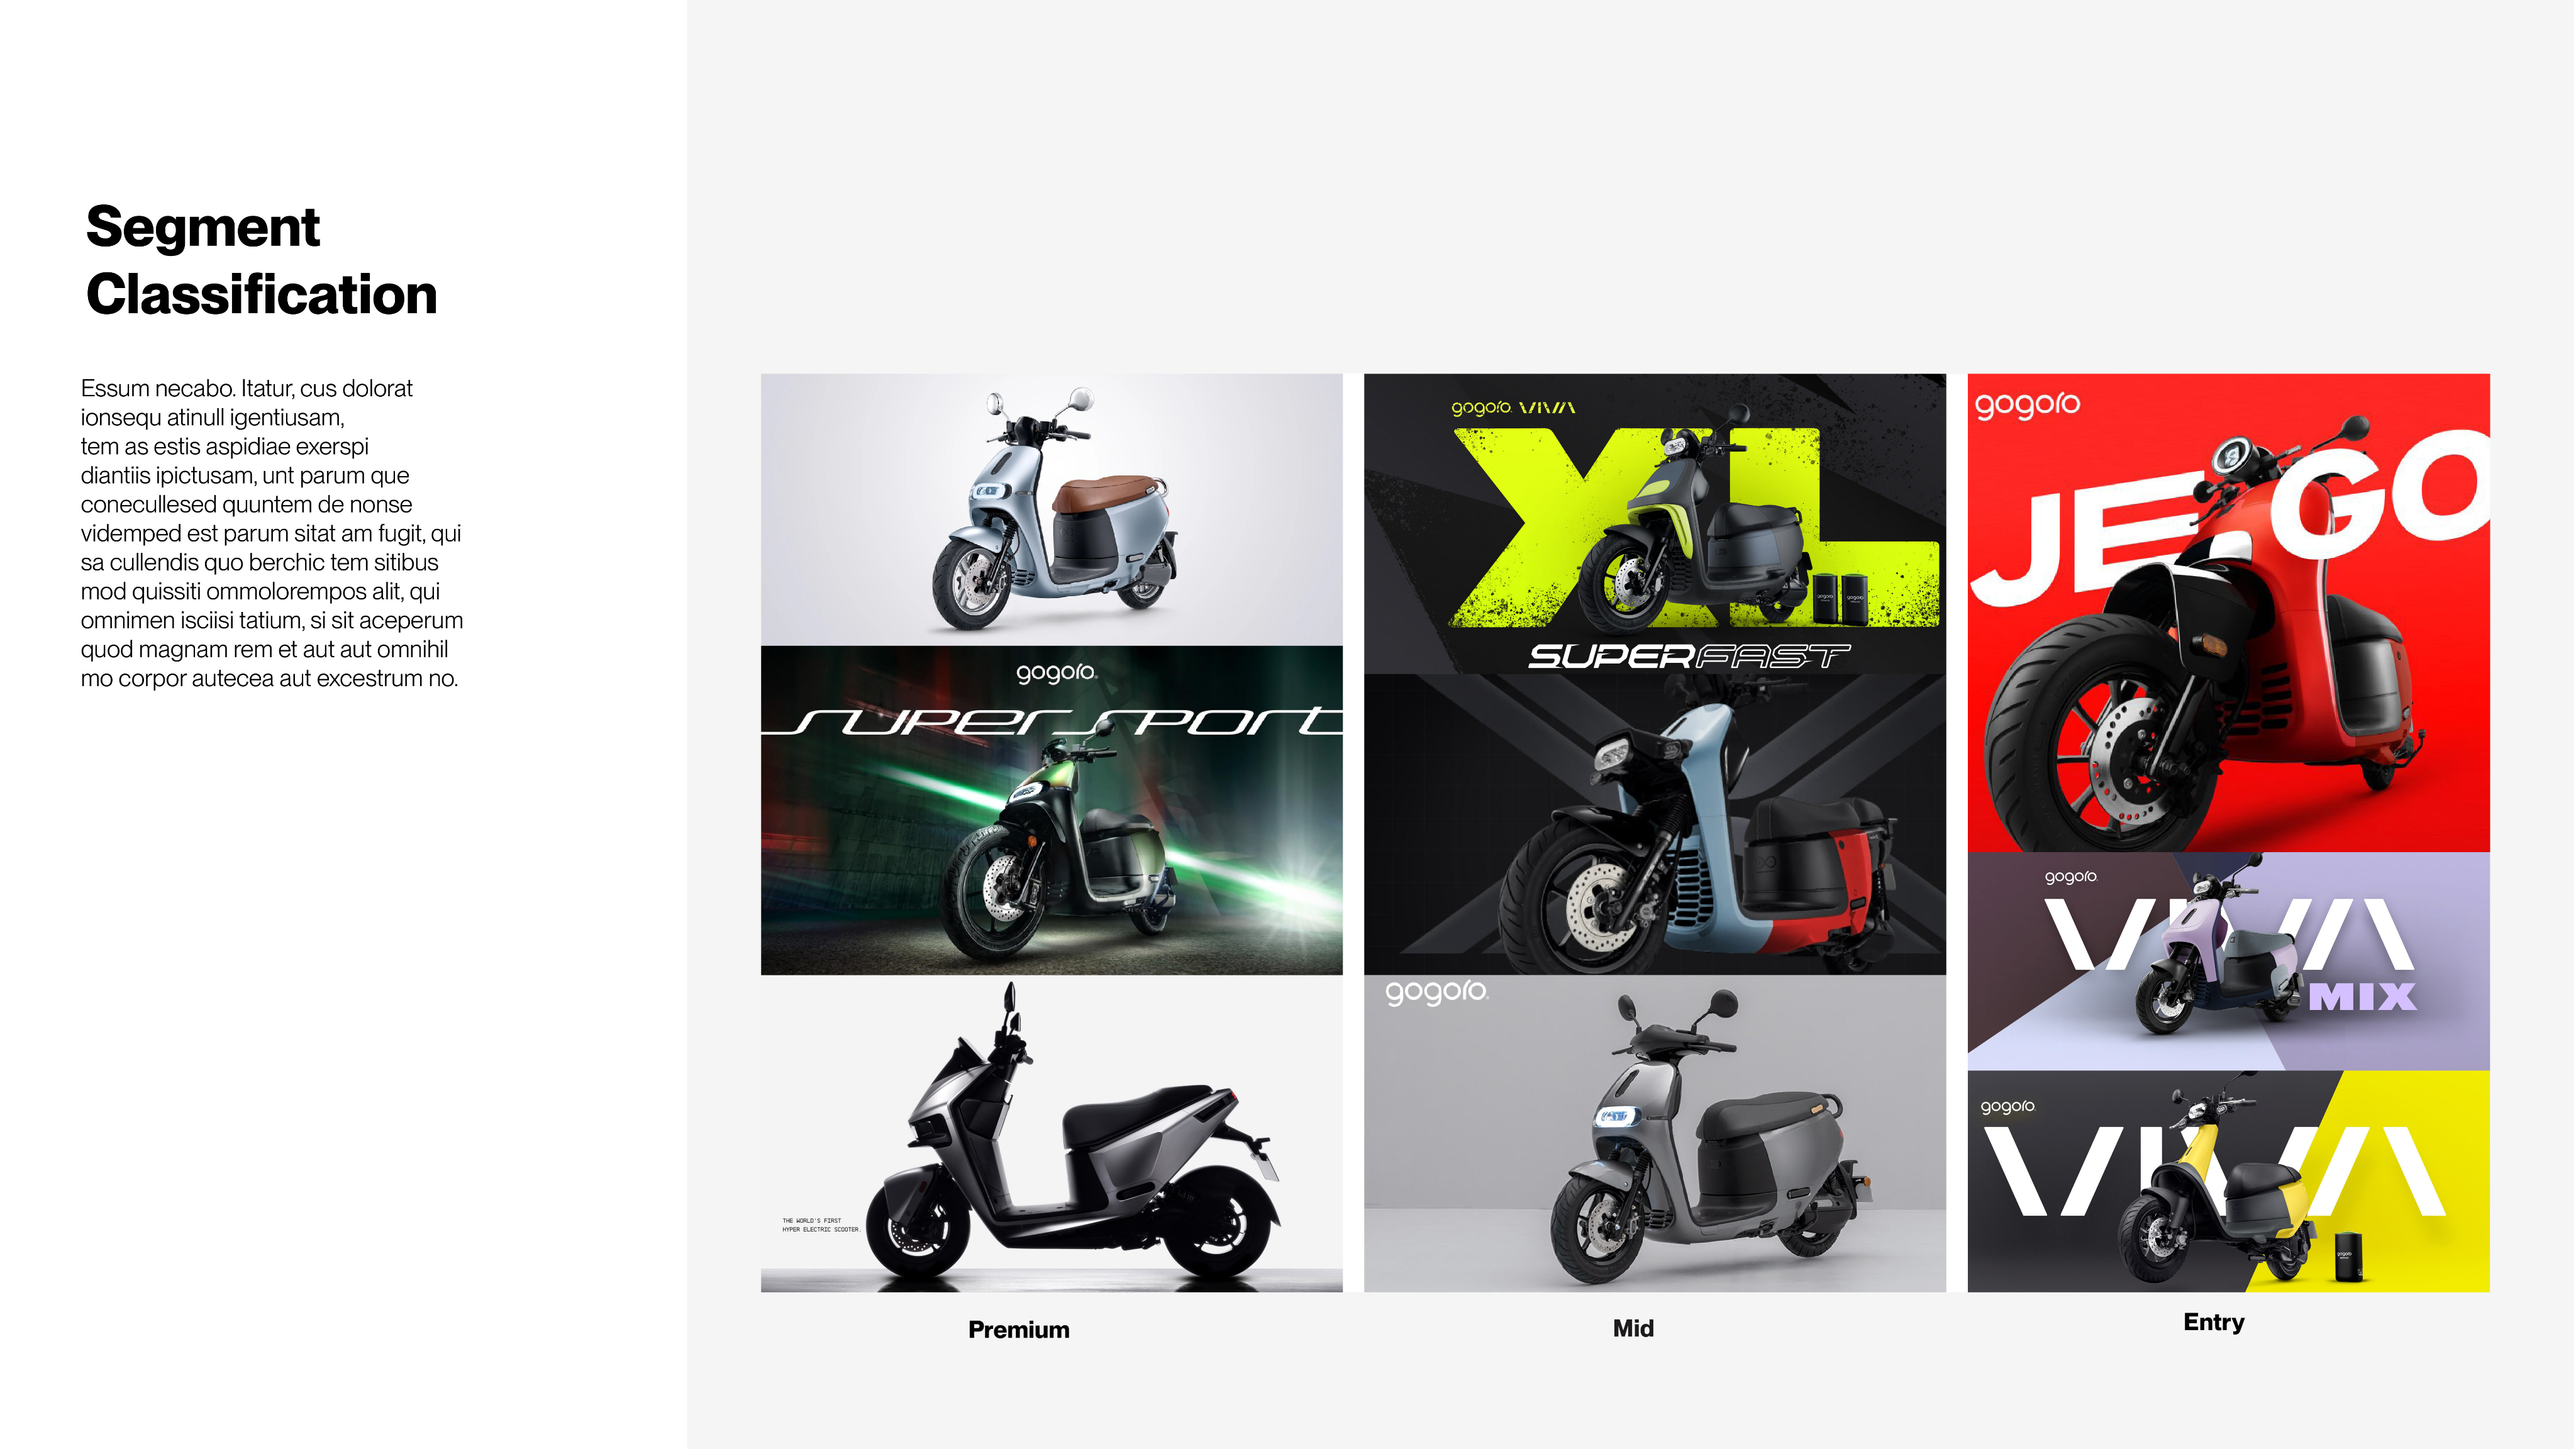 Segment
Classification
Essum necabo. Itatur, cus dolorat
ionsequ atinull igentiusam,
tem as estis aspidiae exerspi
diantiis ipictusam, unt parum que
conecullesed quuntem de nonse
videmped est parum sitat am fugit, qui
sa cullendis quo berchic tem sitibus
mod quissiti ommolorempos alit, qui
omnimen isciisi tatium, si sit aceperum
quod magnam rem et aut aut omnihil
mo corpor autecea aut excestrum no.
gogoro
SUPERSPORT
THE WORLD'S FIRST
HYPER ELECTRIC SCOOTER.
Premium
gogoro VIVA
XL
gogoro gogoro
SUPERFAST
gogoro
Mid
gogoro
JEGO
gogoro
VIVA
MIX
gogoro
VIVA
gogoro
Entry